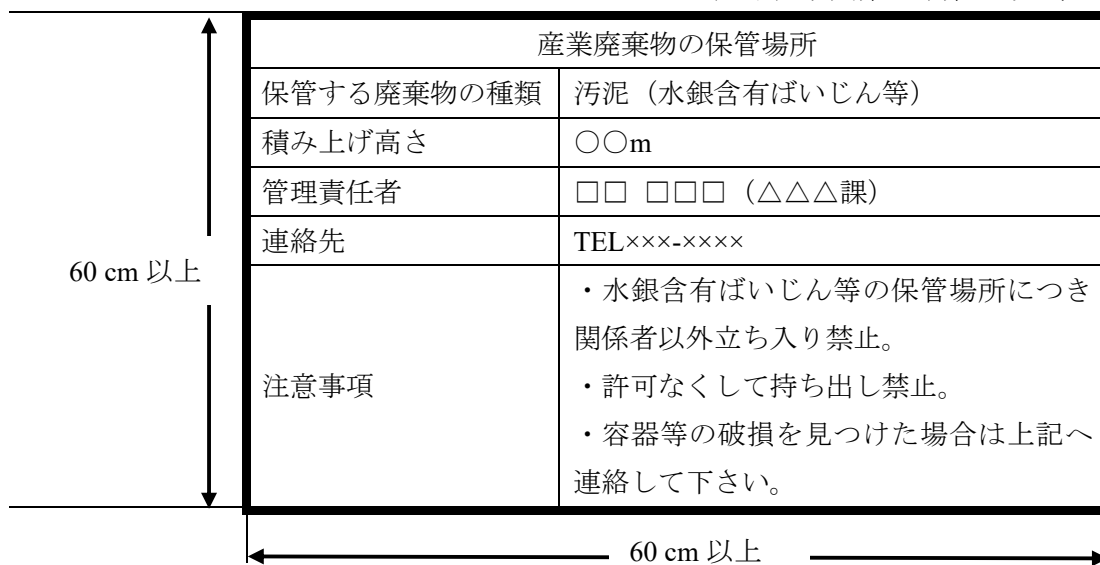 産業廃棄物の保管場所
保管する廃棄物の種類 汚泥（水銀含有ばいじん等）
積み上げ高さ ○○m
管理責任者 □□ □□□（△△△課）
連絡先 TEL×××-××××
60 cm 以上
注意事項
・水銀含有ばいじん等の保管場所につき
関係者以外立ち入り禁止。
・許可なくして持ち出し禁止。
・容器等の破損を見つけた場合は上記へ
連絡して下さい。
60 cm 以上